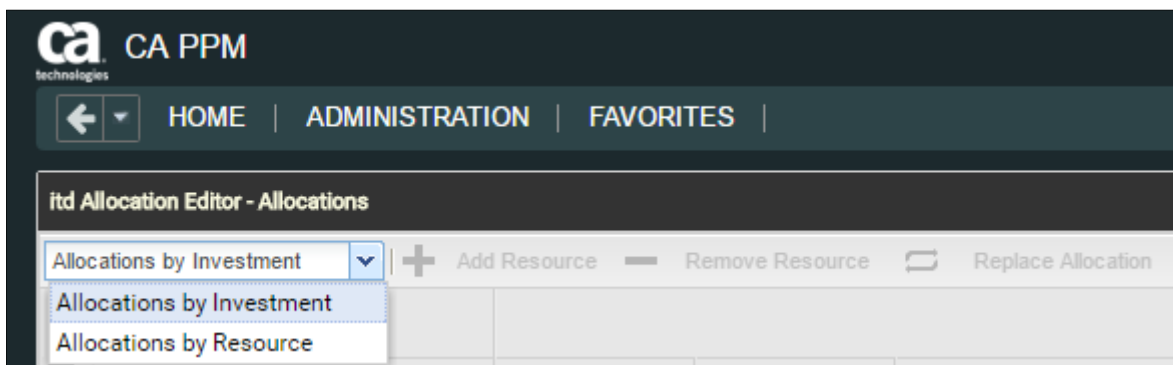 ca CA PPM
technologies
HOME | ADMINISTRATION | FAVORITES |
itd Allocation Editor - Allocations
Allocations by Investment Add Resource Remove Resource Replace Allocation
Allocations by Investment
Allocations by Resource